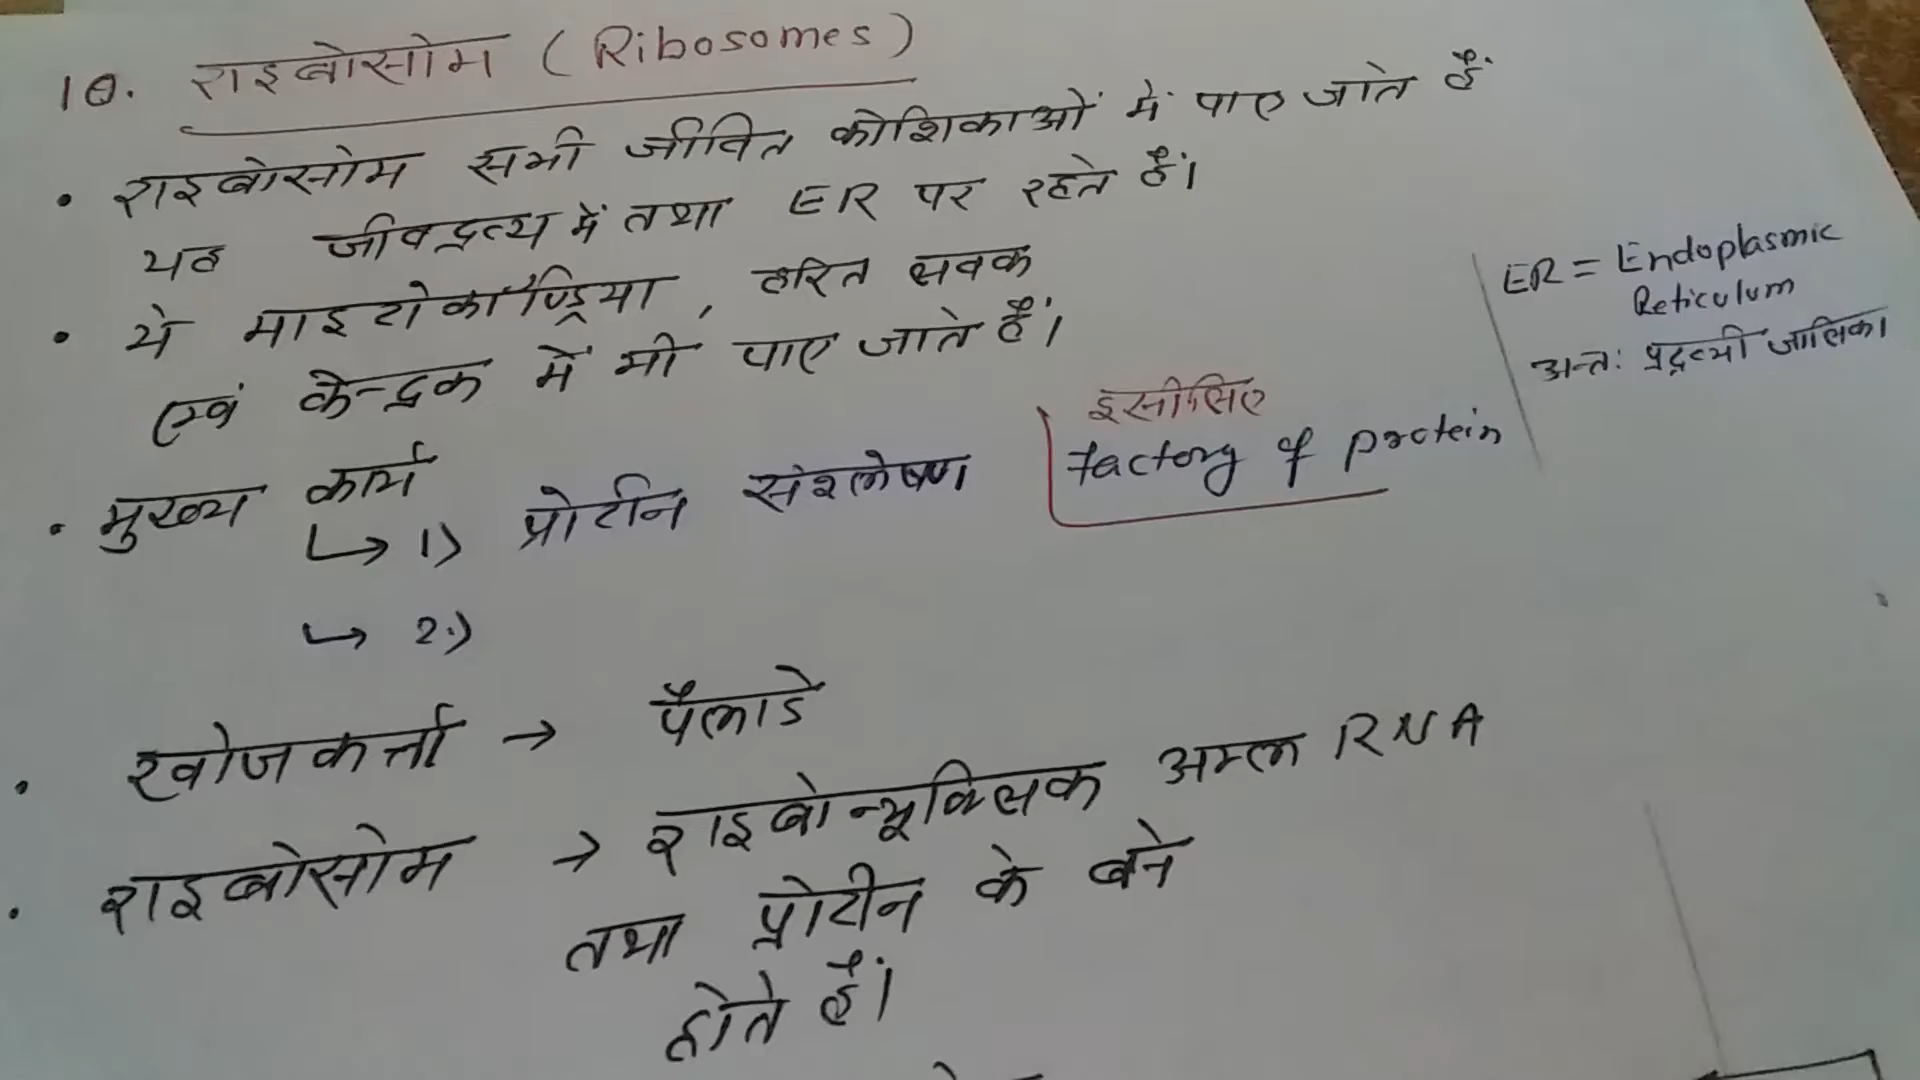 10. राइबोसोम (Ribosomes)
• राइबोसोम सभी जीवित कोशिकाओं में पाए जाते हैं
यह जीवद्रव्य में तथा ER पर रहते हैं।
• ये माइटोकॉण्ड्रिया, हरित लवक
एवं केन्द्रक में भी पाए जाते हैं।
ER = Endoplasmic
Reticulum
अन्तः प्रद्रव्यी जालिका
• मुख्य कार्य
↳ 1) प्रोटीन संश्लेषण
इसीलिए
factory of protein
↳ 2.)
• खोजकर्त्ता → पैलाडे
• राइबोसोम → राइबोन्यूक्लिक अम्ल RNA
तथा प्रोटीन के बने
होते हैं।